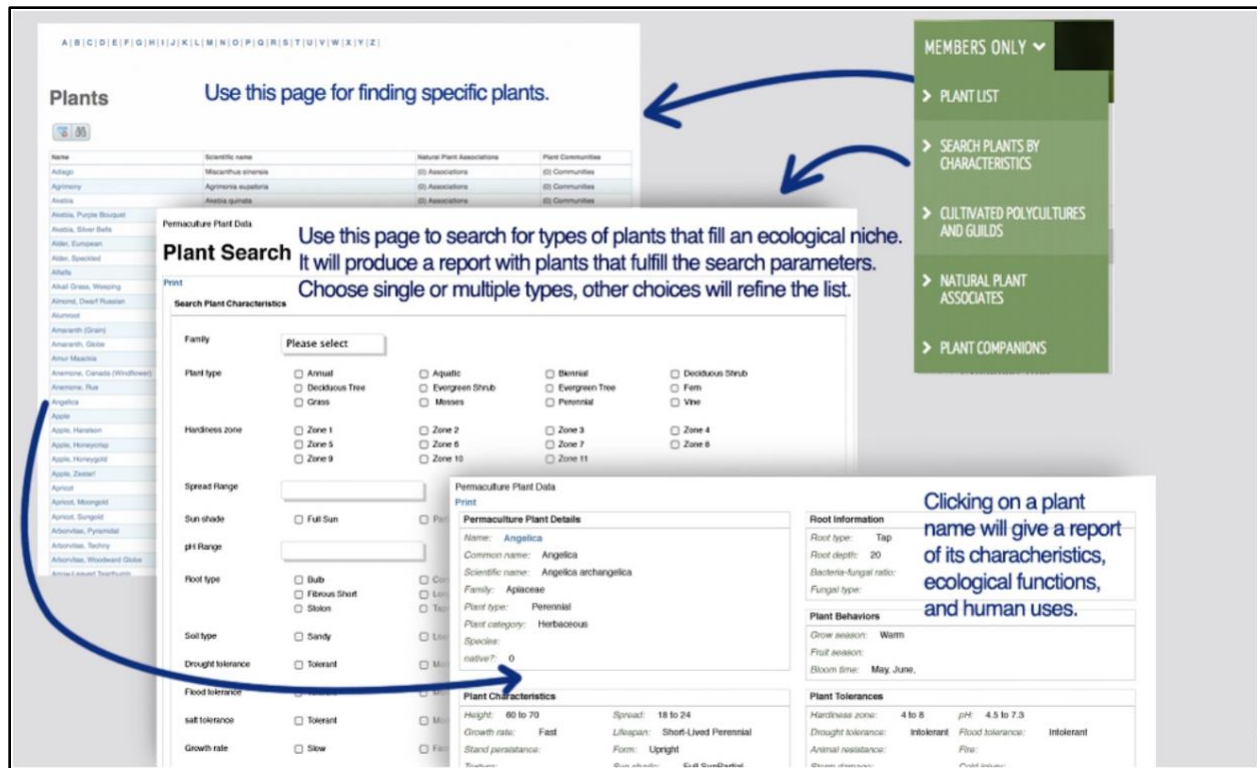 A|B|C|D|E|F|G|H|I|J|K|L|M|N|O|P|Q|R|S|T|U|V|W|X|Y|Z|
Plants
Use this page for finding specific plants.
Name Scientific name Natural Plant Associations Plant Communities
Adiago Miscanthus sinensis (0) Associations (0) Communities
Agrimony Agrimonia eupatoria (0) Associations (0) Communities
Akebia Akebia quinata (0) Associations (0) Communities
Akebia, Purple Bouquet
Akebia, Silver Bells
Alder, European
Alder, Speckled
Alfalfa
Alkali Grass, Weeping
Almond, Dwarf Russian
Alumroot
Amaranth (Grain)
Amaranth, Globe
Amur Maackia
Anemone, Canada (Windflower)
Anemone, Rue
Angelica
Apple
Apple, Haralson
Apple, Honeycrisp
Apple, Honeygold
Apple, Zestar!
Apricot
Apricot, Moongold
Apricot, Sungold
Arborvitae, Pyramidal
Arborvitae, Techny
Arborvitae, Woodward Globe
MEMBERS ONLY
PLANT LIST
SEARCH PLANTS BY
CHARACTERISTICS
CULTIVATED POLYCULTURES
AND GUILDS
NATURAL PLANT
ASSOCIATES
PLANT COMPANIONS
Permaculture Plant Data
Plant Search
Use this page to search for types of plants that fill an ecological niche.
It will produce a report with plants that fulfill the search parameters.
Choose single or multiple types, other choices will refine the list.
Print
Search Plant Characteristics
Family Please select
Plant type Annual Aquatic Biennial Deciduous Shrub
Deciduous Tree Evergreen Shrub Evergreen Tree Fern
Grass Mosses Perennial Vine
Hardiness zone Zone 1 Zone 2 Zone 3 Zone 4
Zone 5 Zone 6 Zone 7 Zone 8
Zone 9 Zone 10 Zone 11
Spread Range
Sun shade Full Sun
pH Range
Root type Bulb
Fibrous Short
Stolon
Soil type Sandy
Drought tolerance Tolerant
Flood tolerance
salt tolerance Tolerant
Growth rate Slow
Permaculture Plant Data
Print
Permaculture Plant Details
Name: Angelica
Common name: Angelica
Scientific name: Angelica archangelica
Family: Apiaceae
Plant type: Perennial
Plant category: Herbaceous
Species:
native?: 0
Root Information
Root type: Tap
Root depth: 20
Bacteria-fungal ratio:
Fungal type:
Plant Behaviors
Grow season: Warm
Fruit season:
Bloom time: May, June,
Clicking on a plant
name will give a report
of its characheristics,
ecological functions,
and human uses.
Plant Characteristics
Height: 60 to 70 Spread: 18 to 24
Growth rate: Fast Lifespan: Short-Lived Perennial
Stand persistance: Form: Upright
Plant Tolerances
Hardiness zone: 4 to 8 pH: 4.5 to 7.3
Drought tolerance: Intolerant Flood tolerance: Intolerant
Animal resistance: Fire: